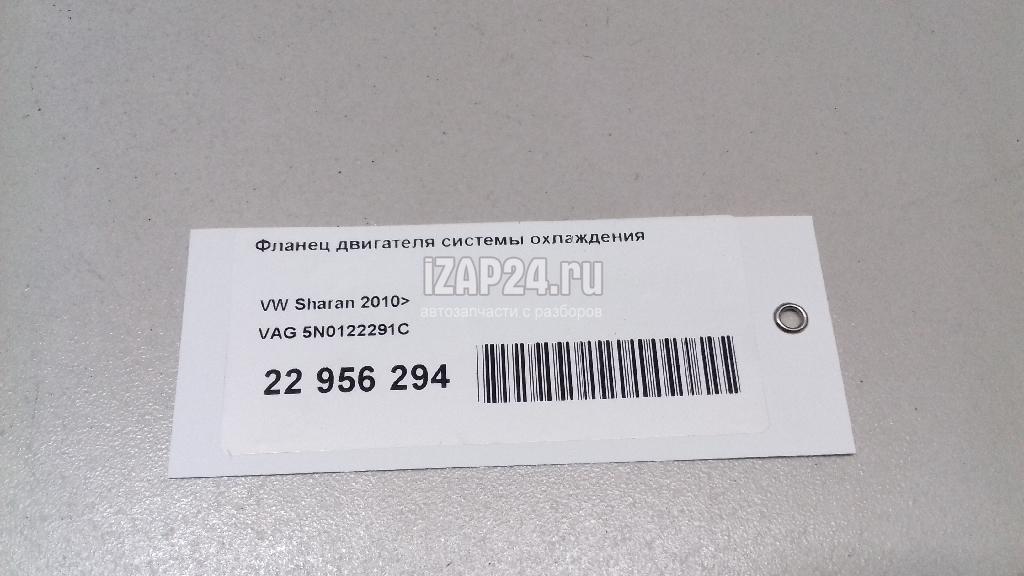 Фланец двигателя системы охлаждения
iZAP24.ru
VW Sharan 2010>
автозапчасти с разборов
VAG 5N0122291C
22 956 294